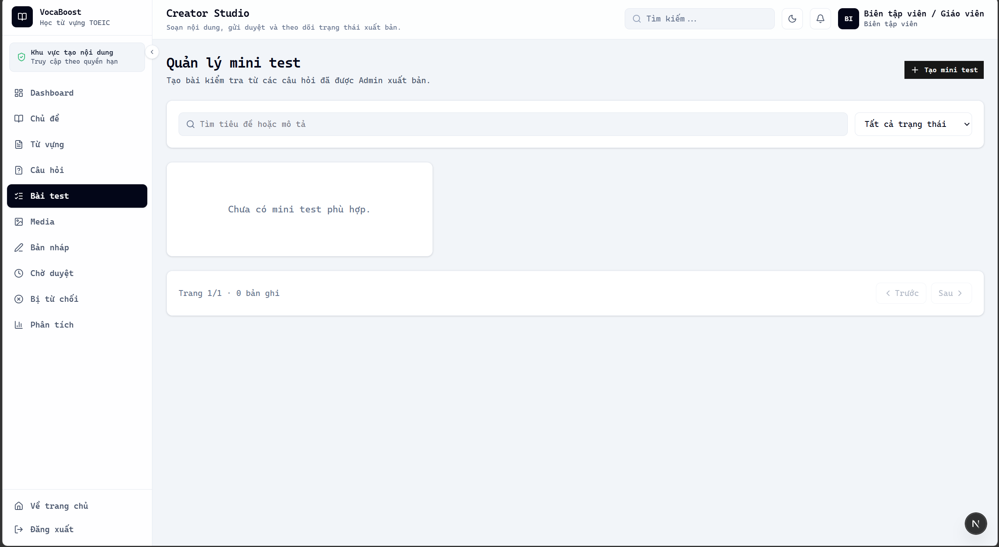 VocaBoost
Học từ vựng TOEIC
Khu vực tạo nội dung
Truy cập theo quyền hạn
Dashboard
Chủ đề
Từ vựng
Câu hỏi
Bài test
Media
Bản nháp
Chờ duyệt
Bị từ chối
Phân tích
Về trang chủ
Đăng xuất
Creator Studio
Soạn nội dung, gửi duyệt và theo dõi trạng thái xuất bản.
Tìm kiếm...
BI
Biên tập viên / Giáo viên
Biên tập viên
Quản lý mini test
Tạo bài kiểm tra từ các câu hỏi đã được Admin xuất bản.
Tạo mini test
Tìm tiêu đề hoặc mô tả
Tất cả trạng thái
Chưa có mini test phù hợp.
Trang 1/1 · 0 bản ghi
Trước
Sau
N